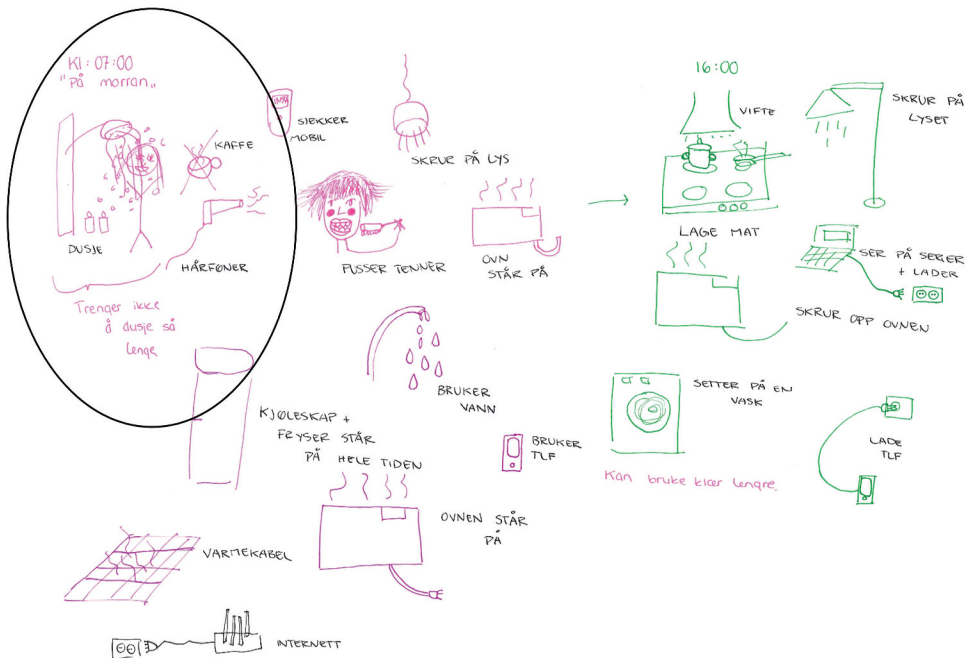 Kl: 07:00
"På morran"
DUSJE
KAFFE
HÅRFØNER
Trenger ikke
å dusje så
lenge
SJEKKER
MOBIL
SKRUR PÅ LYS
PUSSER TENNER
OVN
STÅR PÅ
BRUKER
VANN
KJØLESKAP +
FRYSER STÅR
PÅ HELE TIDEN
BRUKER
TLF
OVNEN STÅR
PÅ
VARMEKABEL
INTERNETT
16:00
VIFTE
LAGE MAT
SKRUR PÅ
LYSET
SER PÅ SERIER
+ LADER
SKRUR OPP OVNEN
SETTER PÅ EN
VASK
Kan bruke klær lengre.
LADE
TLF